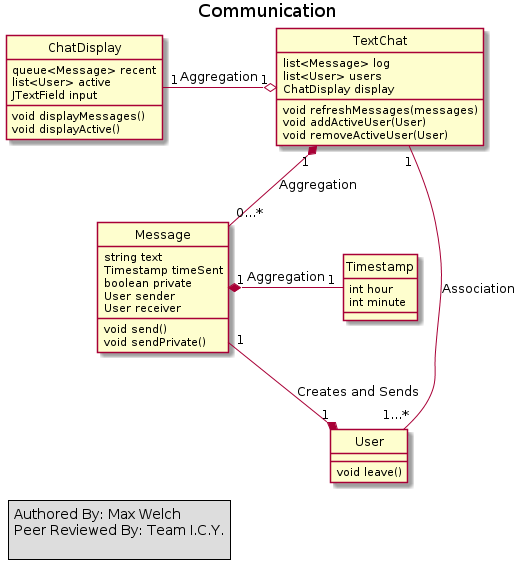 Communication
ChatDisplay
queue<Message> recent
list<User> active
JTextField input
void displayMessages()
void displayActive()
1 Aggregation 1
TextChat
list<Message> log
list<User> users
ChatDisplay display
void refreshMessages(messages)
void addActiveUser(User)
void removeActiveUser(User)
1
1
Aggregation
0...*
Message
string text
Timestamp timeSent
boolean private
User sender
User receiver
void send()
void sendPrivate()
1 Aggregation 1
Timestamp
int hour
int minute
Association
1
Creates and Sends
1
1...*
User
void leave()
Authored By: Max Welch
Peer Reviewed By: Team I.C.Y.